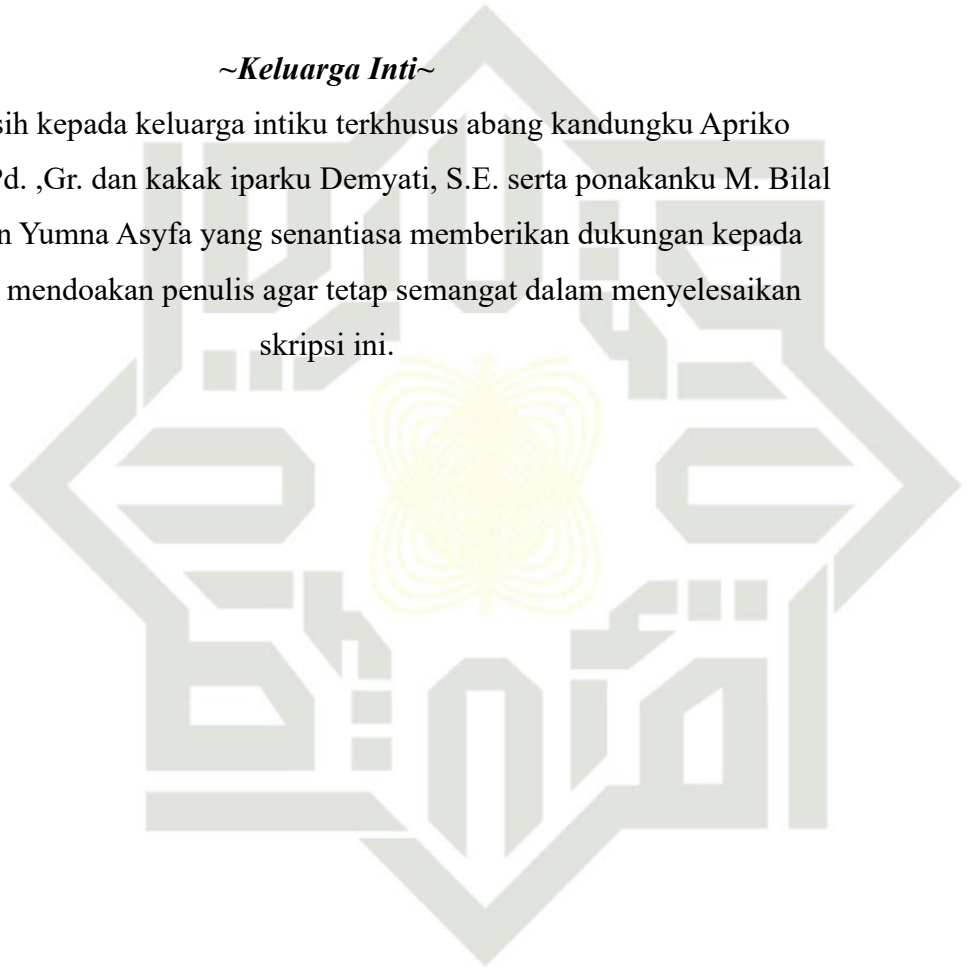 ~Keluarga Inti~
sih kepada keluarga intiku terkhusus abang kandungku Apriko
Pd. ,Gr. dan kakak iparku Demyati, S.E. serta ponakanku M. Bilal
n Yumna Asyfa yang senantiasa memberikan dukungan kepada
mendoakan penulis agar tetap semangat dalam menyelesaikan
skripsi ini.